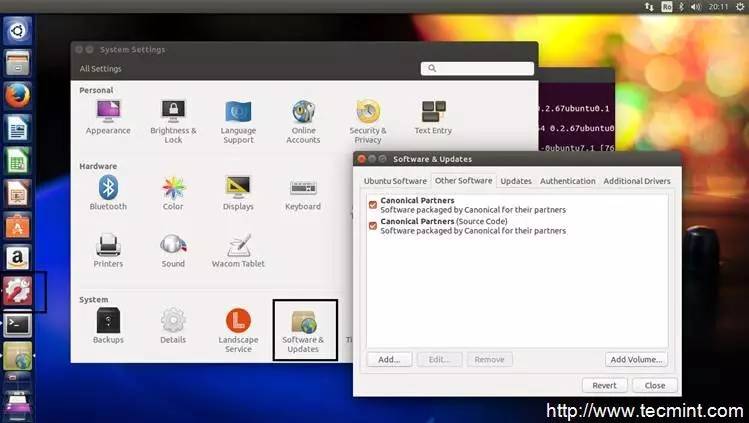 Ro 20:11
System Settings
All Settings
Personal
Appearance
Brightness & Lock
Language Support
Online Accounts
Security & Privacy
Text Entry
Hardware
Bluetooth
Color
Displays
Keyboard
Printers
Sound
Wacom Tablet
System
Backups
Details
Landscape Service
Software & Updates
0.2.67ubuntu0.1
0.2.67ubuntu0
-0ubuntu7.1 [76
Software & Updates
Ubuntu Software Other Software Updates Authentication Additional Drivers
Canonical Partners
Software packaged by Canonical for their partners
Canonical Partners (Source Code)
Software packaged by Canonical for their partners
Add... Edit... Remove Add Volume...
Revert Close
http://www.tecmint.com